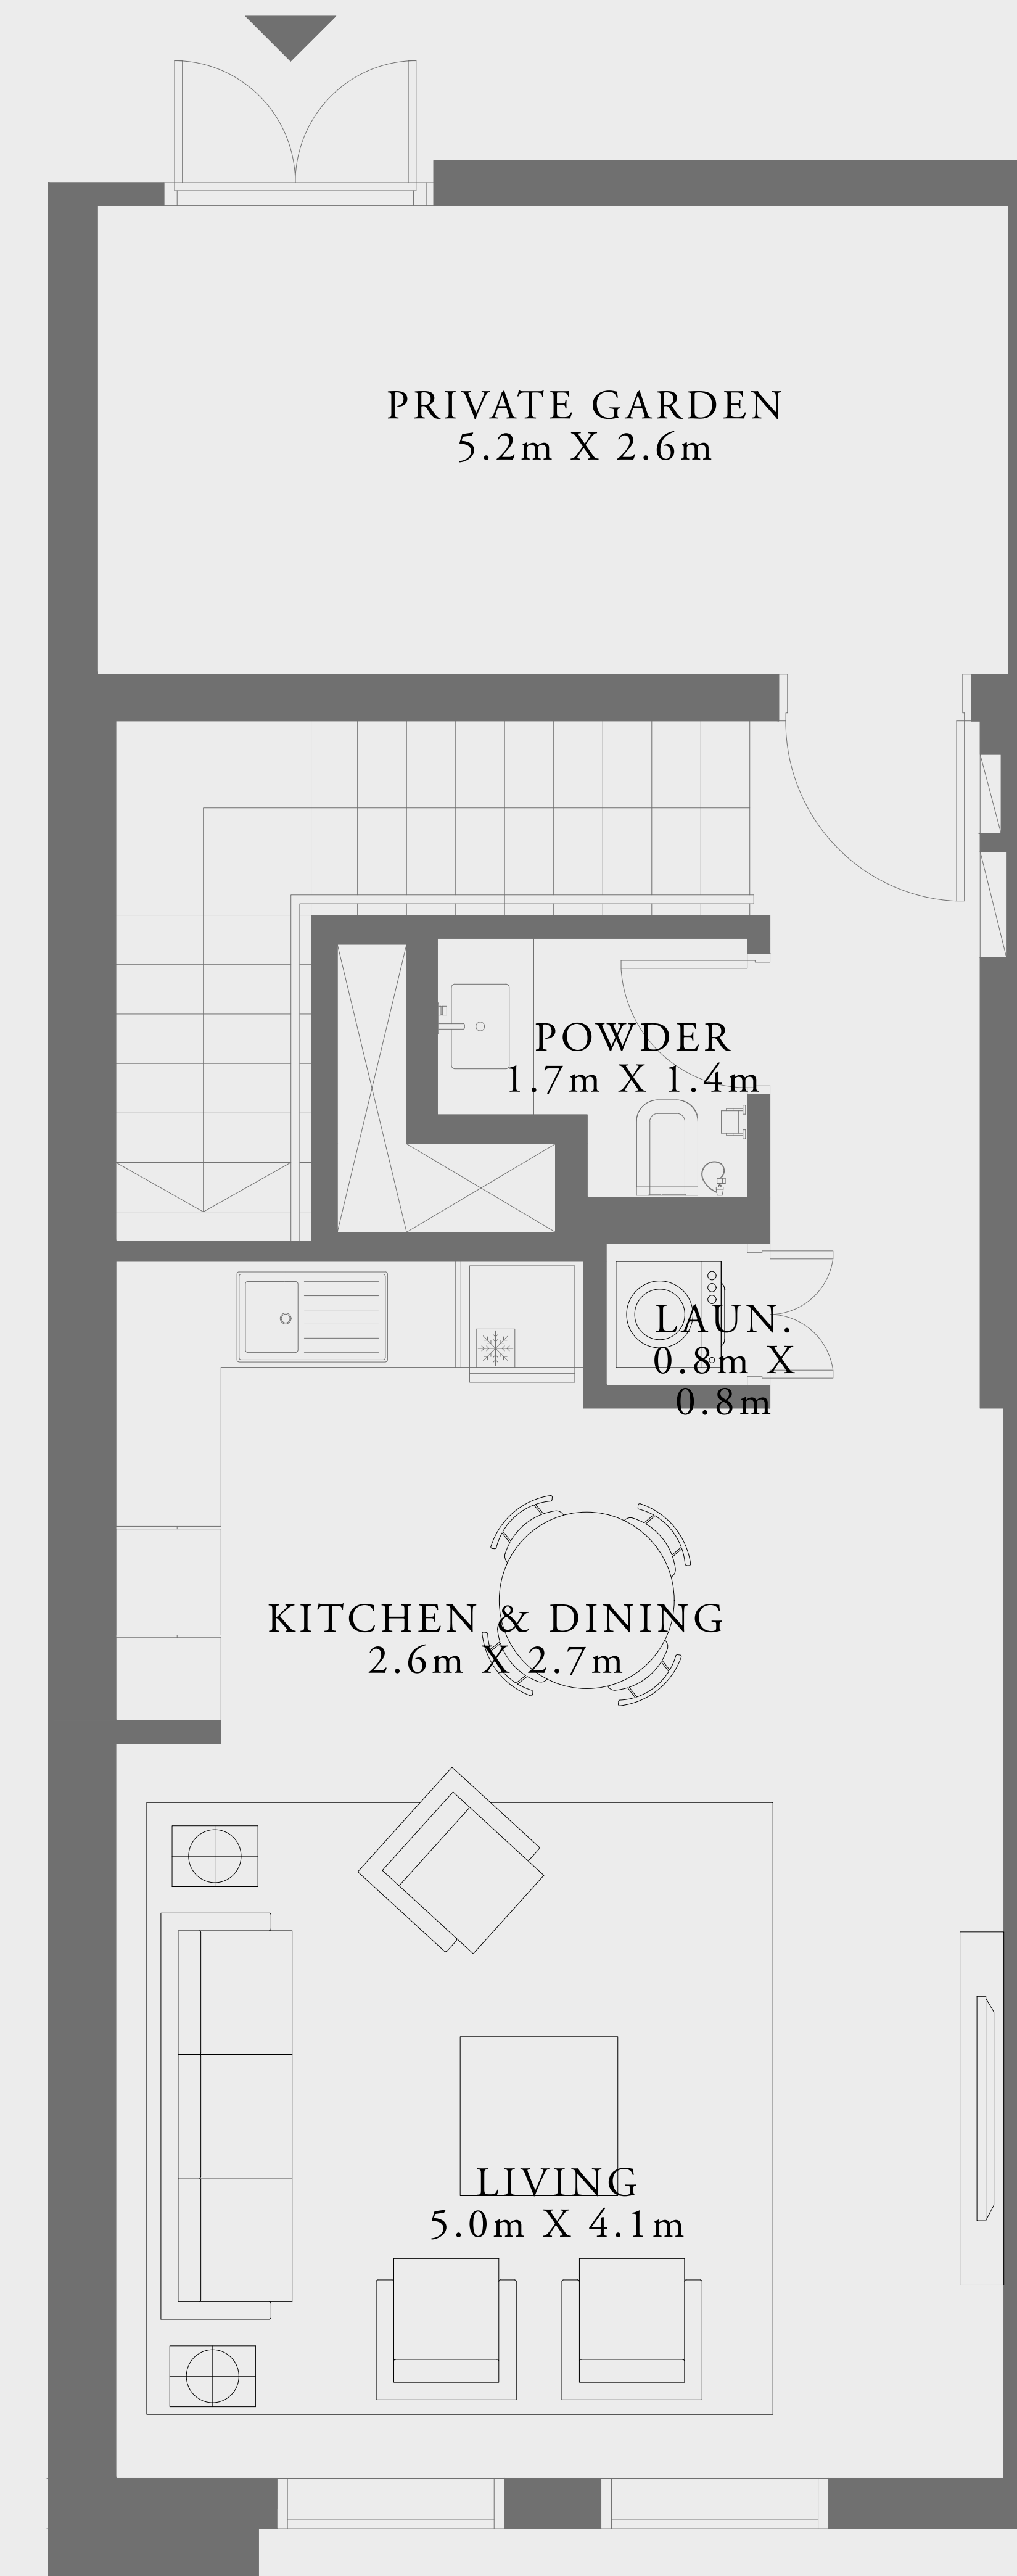 PRIVATE GARDEN
5.2m X 2.6m
POWDER
1.7m X 1.4m
LAUN.
0.8m X
0.8m
KITCHEN & DINING
2.6m X 2.7m
LIVING
5.0m X 4.1m